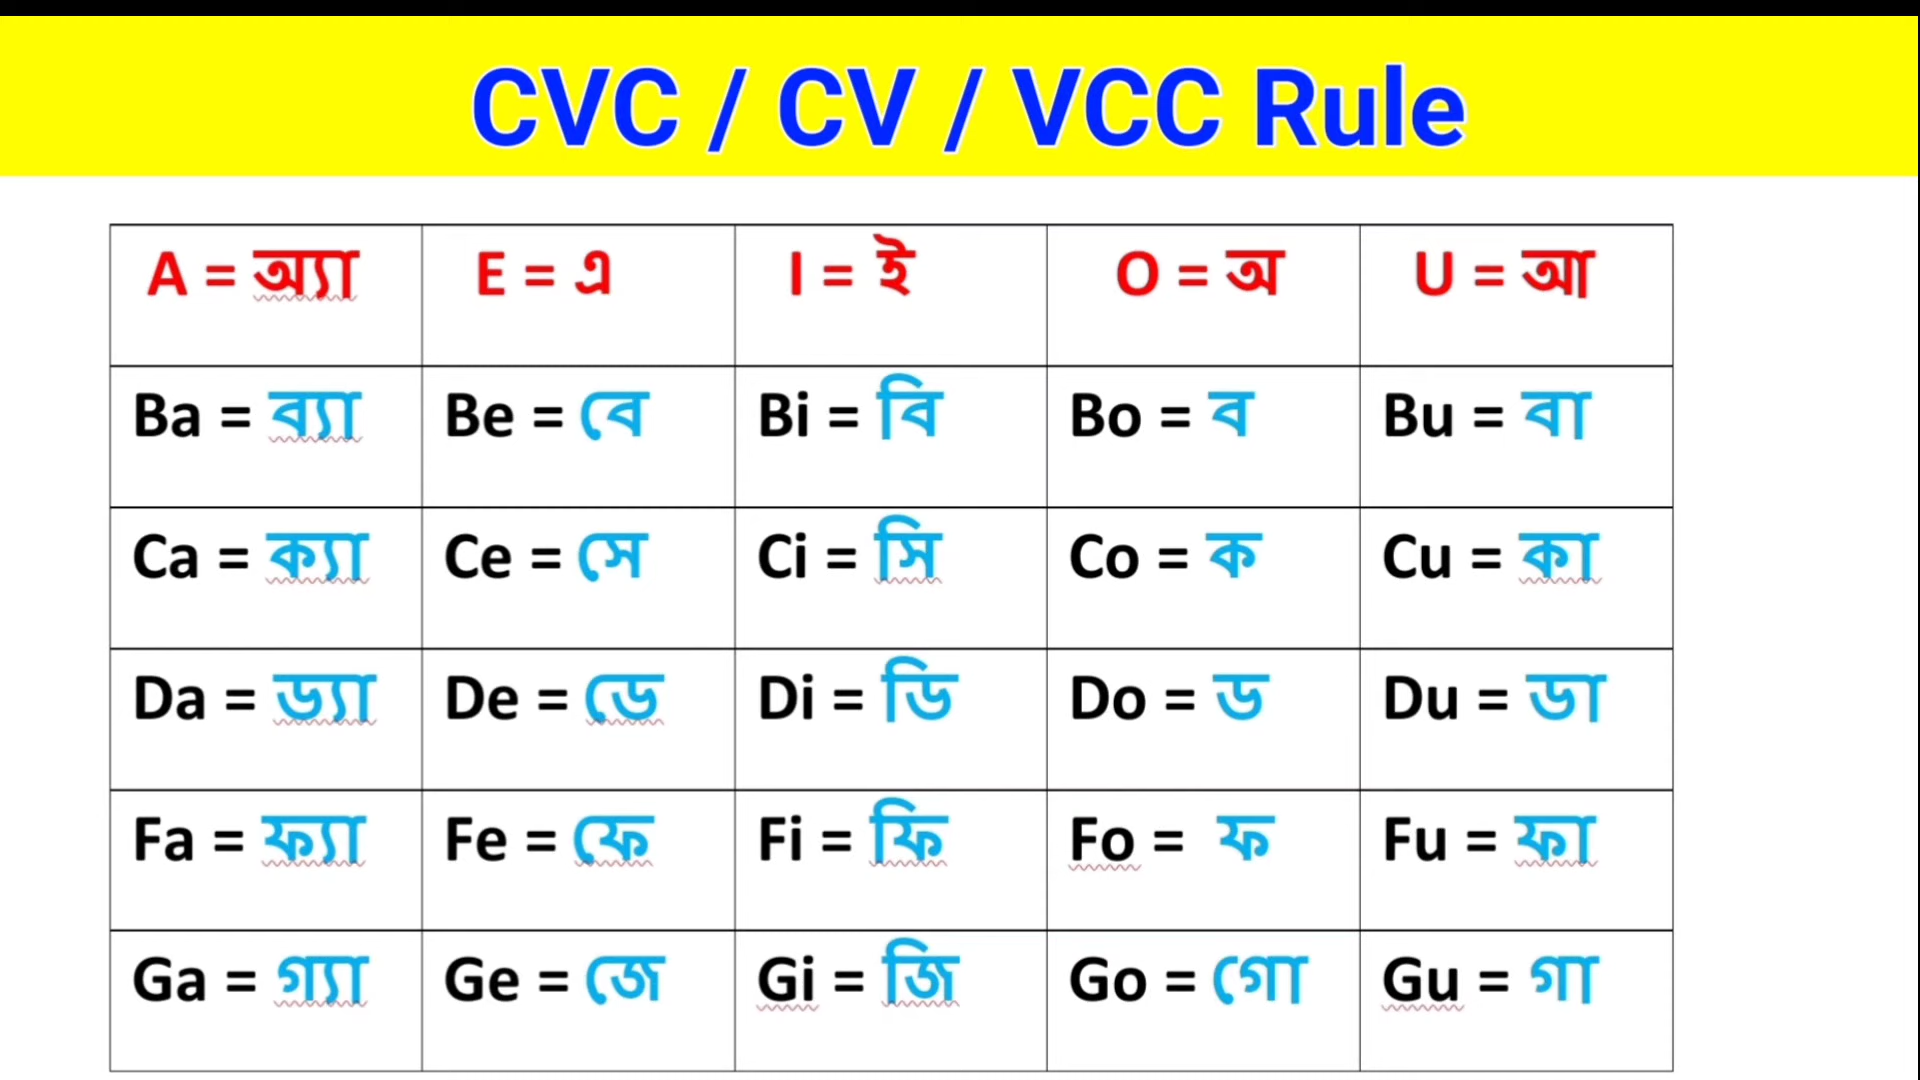 CVC / CV / VCC Rule
A = অ্যা E = এ I = ই O = অ U = আ
Ba = ব্যা Be = বে Bi = বি Bo = ব Bu = বা
Ca = ক্যা Ce = সে Ci = সি Co = ক Cu = কা
Da = ড্যা De = ডে Di = ডি Do = ড Du = ডা
Fa = ফ্যা Fe = ফে Fi = ফি Fo = ফ Fu = ফা
Ga = গ্যা Ge = জে Gi = জি Go = গো Gu = গা